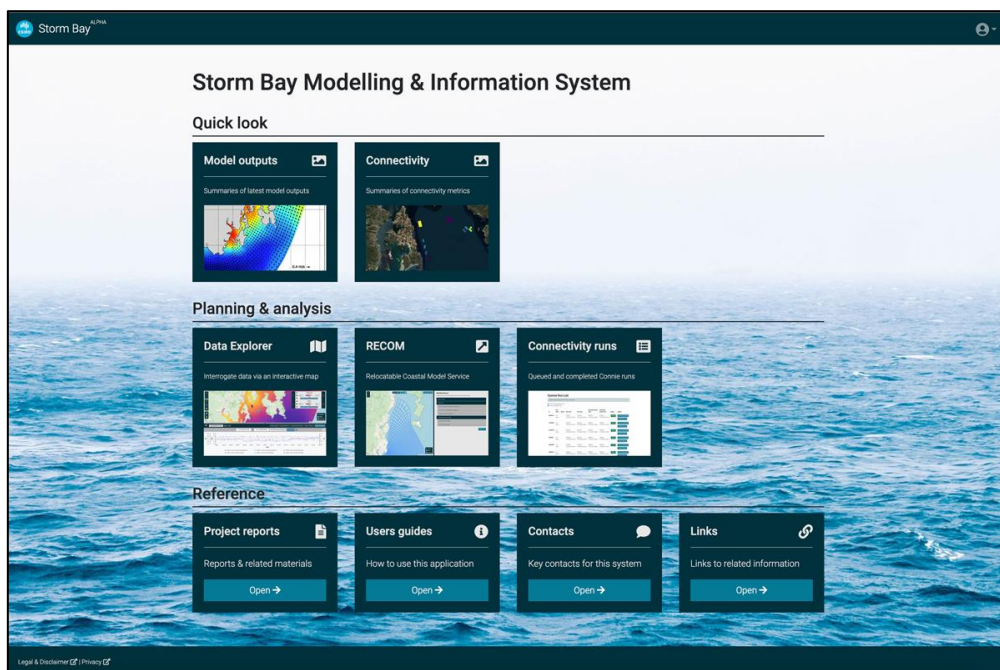 Storm Bay ALPHA
Storm Bay Modelling & Information System
Quick look
Model outputs
Summaries of latest model outputs
Connectivity
Summaries of connectivity metrics
Planning & analysis
Data Explorer
Interrogate data via an interactive map
RECOM
Relocatable Coastal Model Service
Connectivity runs
Queued and completed Connie runs
Reference
Project reports
Reports & related materials
Open →
Users guides
How to use this application
Open →
Contacts
Key contacts for this system
Open →
Links
Links to related information
Open →
Legal & Disclaimer | Privacy